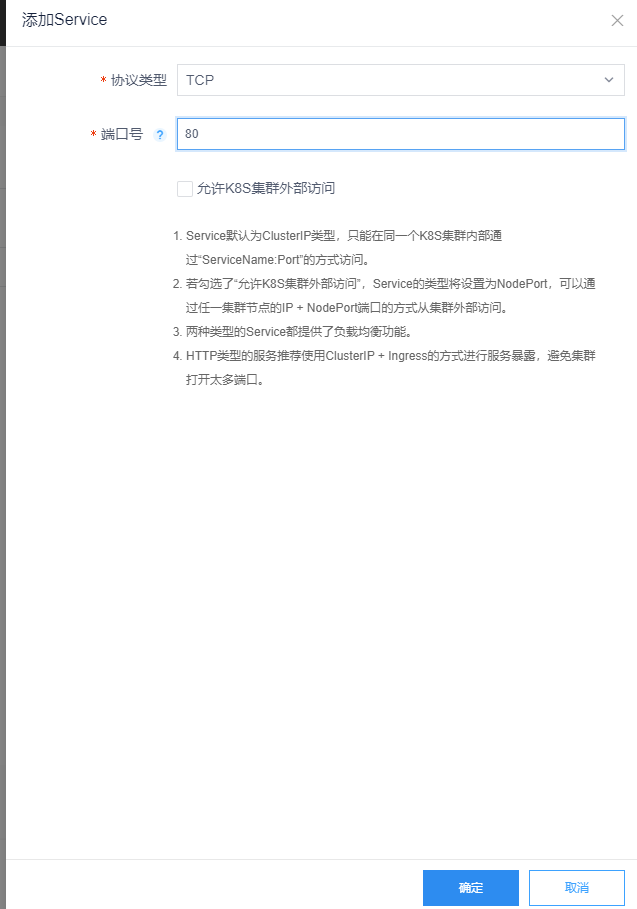 添加Service
* 协议类型
TCP
* 端口号 ?
80
允许K8S集群外部访问
1. Service默认为ClusterIP类型，只能在同一个K8S集群内部通
过“ServiceName:Port”的方式访问。
2. 若勾选了“允许K8S集群外部访问”，Service的类型将设置为NodePort，可以通
过任一集群节点的IP + NodePort端口的方式从集群外部访问。
3. 两种类型的Service都提供了负载均衡功能。
4. HTTP类型的服务推荐使用ClusterIP + Ingress的方式进行服务暴露，避免集群
打开太多端口。
确定
取消